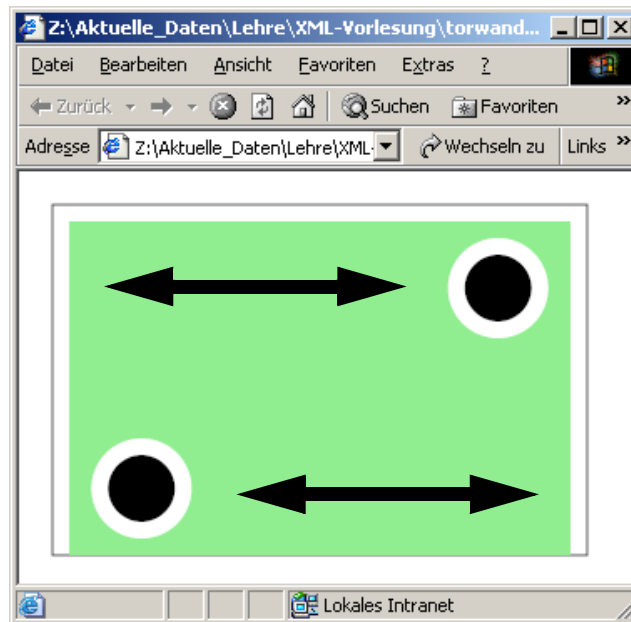 Z:\Aktuelle_Daten\Lehre\XML-Vorlesung\torwand...
Datei Bearbeiten Ansicht Favoriten Extras ?
Zurück Suchen Favoriten »
Adresse Z:\Aktuelle_Daten\Lehre\XML- Wechseln zu Links »
Lokales Intranet